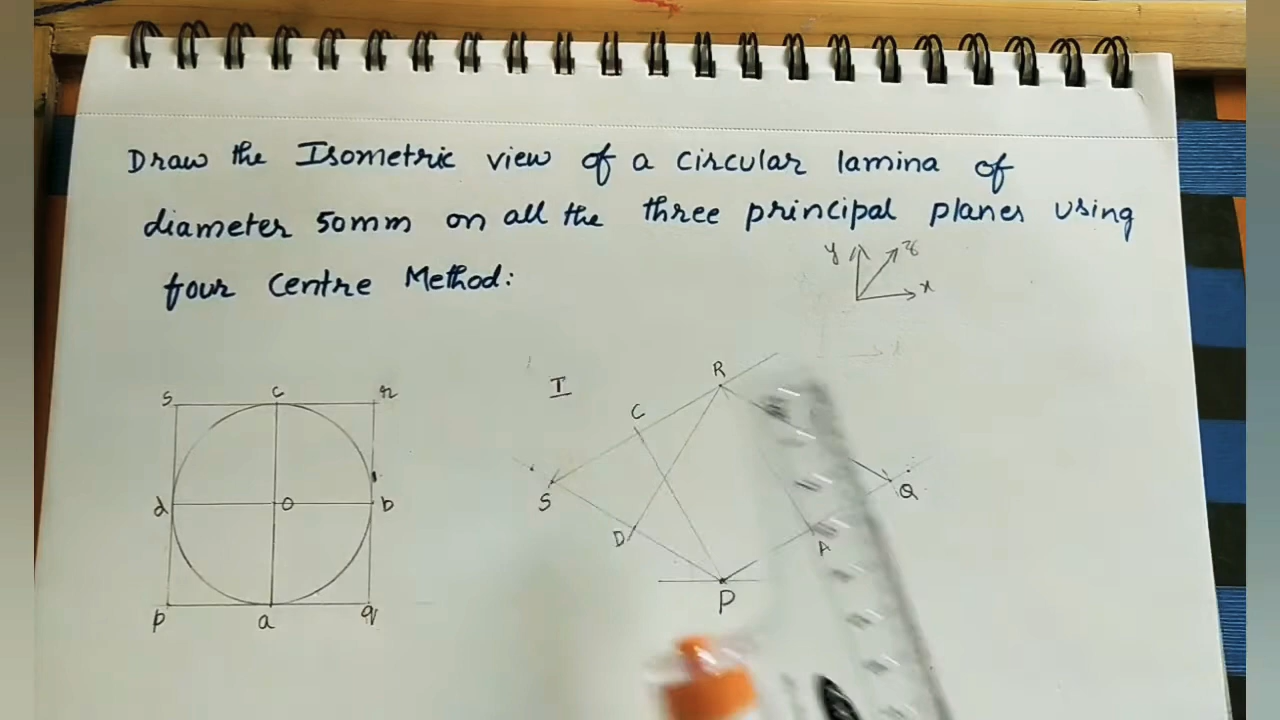 Draw the Isometric view of a circular lamina of
diameter 50mm on all the three principal planes using
four Centre Method:
y z
x
s c r
I
R
C
d o b
S
Q
D
A
P
p a q